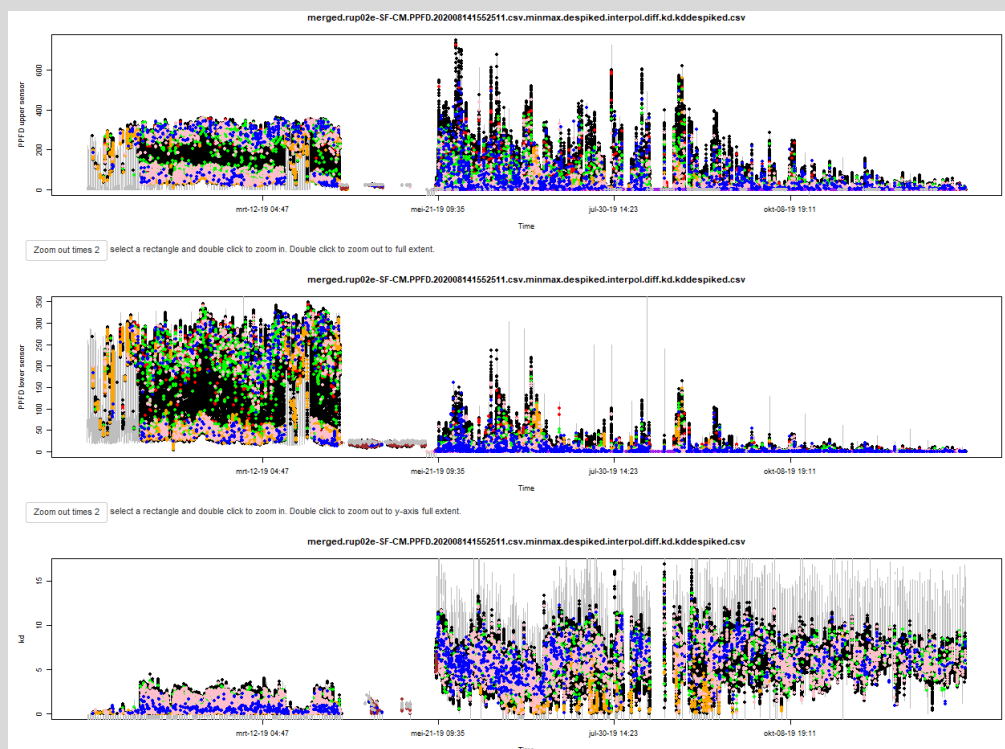 merged.rup02e-SF-CM.PPFD.202008141552511.csv.minmax.despiked.interpol.diff.kd.kddespiked.csv
PPFD upper sensor
600
400
200
0
mrt-12-19 04:47 mei-21-19 09:35 jul-30-19 14:23 okt-08-19 19:11
Time
Zoom out times 2 select a rectangle and double click to zoom in. Double click to zoom out to full extent.
merged.rup02e-SF-CM.PPFD.202008141552511.csv.minmax.despiked.interpol.diff.kd.kddespiked.csv
PPFD lower sensor
350
300
250
200
150
100
50
0
mrt-12-19 04:47 mei-21-19 09:35 jul-30-19 14:23 okt-08-19 19:11
Time
Zoom out times 2 select a rectangle and double click to zoom in. Double click to zoom out to y-axis full extent.
merged.rup02e-SF-CM.PPFD.202008141552511.csv.minmax.despiked.interpol.diff.kd.kddespiked.csv
kd
15
10
5
0
mrt-12-19 04:47 mei-21-19 09:35 jul-30-19 14:23 okt-08-19 19:11
Time